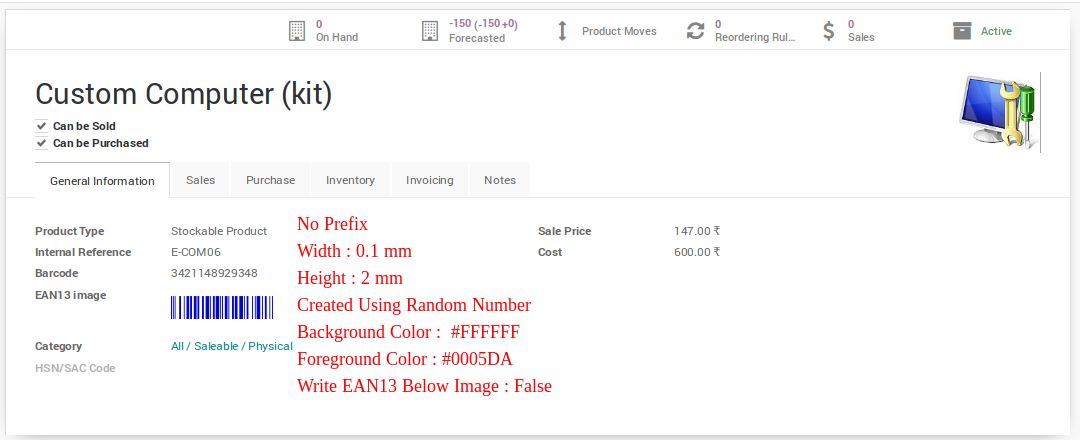 0
On Hand
-150 (-150 +0)
Forecasted
Product Moves
0
Reordering Rul...
0
Sales
Active
Custom Computer (kit)
Can be Sold
Can be Purchased
General Information
Sales
Purchase
Inventory
Invoicing
Notes
Product Type Stockable Product
Internal Reference E-COM06
Barcode 3421148929348
EAN13 image
Category All / Saleable / Physical
HSN/SAC Code
No Prefix
Width : 0.1 mm
Height : 2 mm
Created Using Random Number
Background Color : #FFFFFF
Foreground Color : #0005DA
Write EAN13 Below Image : False
Sale Price 147.00 ₹
Cost 600.00 ₹